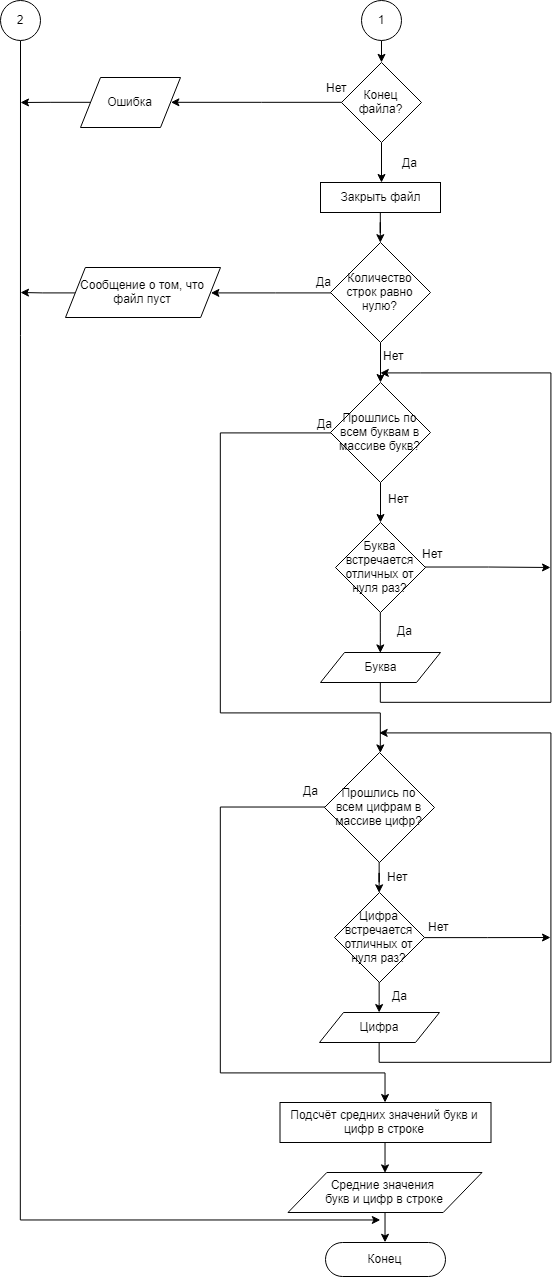 2
1
Нет
Конец
файла?
Ошибка
Да
Закрыть файл
Количество
строк равно
нулю?
Да
Сообщение о том, что
файл пуст
Нет
Прошлись по
всем буквам в
массиве букв?
Да
Нет
Буква
встречается
отличных от
нуля раз?
Нет
Да
Буква
Прошлись по
всем цифрам в
массиве цифр?
Да
Нет
Цифра
встречается
отличных от
нуля раз?
Нет
Да
Цифра
Подсчёт средних значений букв и
цифр в строке
Средние значения
букв и цифр в строке
Конец